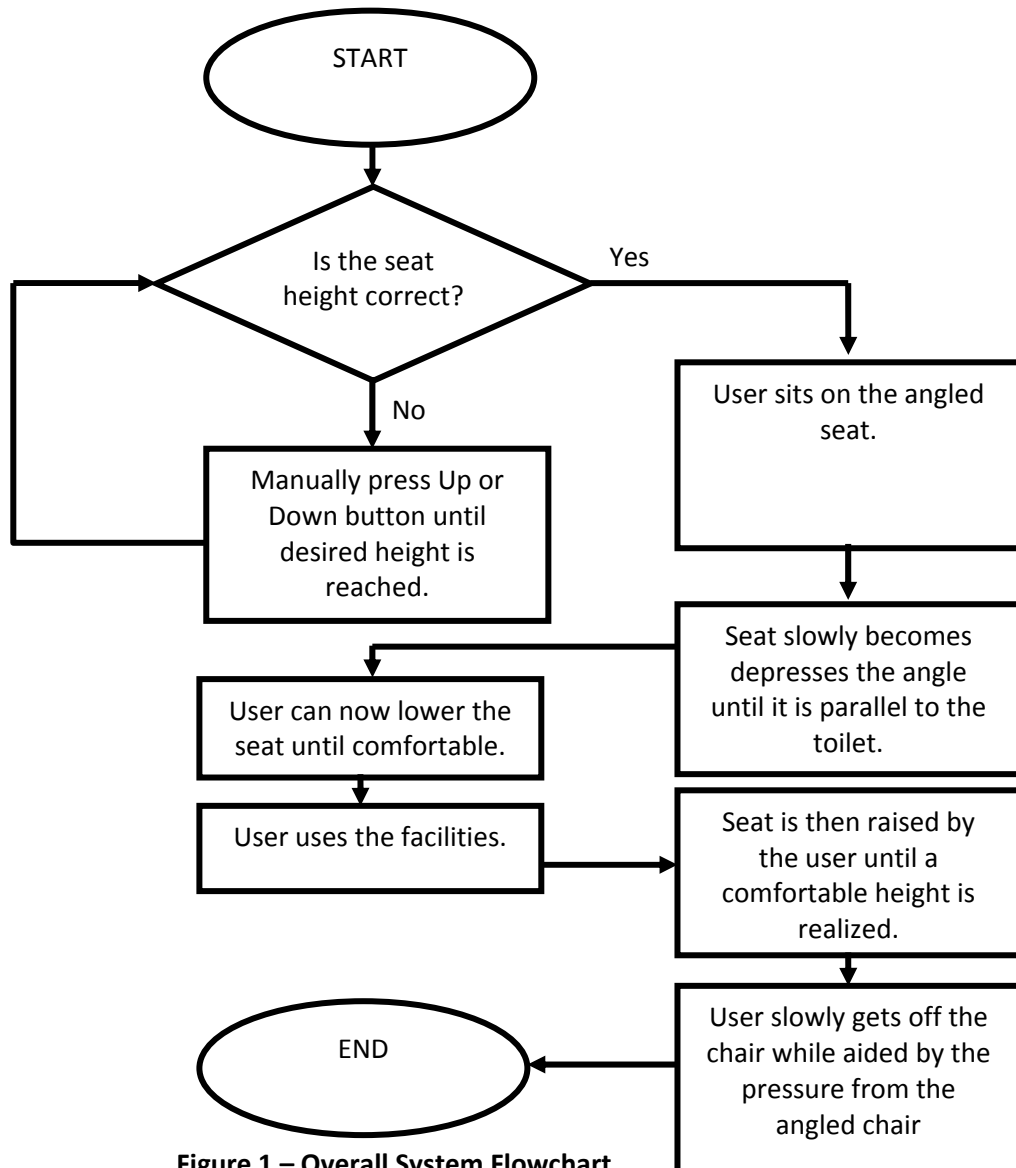 START
Is the seat
height correct?
Yes
No
Manually press Up or
Down button until
desired height is
reached.
User sits on the angled
seat.
Seat slowly becomes
depresses the angle
until it is parallel to the
toilet.
User can now lower the
seat until comfortable.
User uses the facilities.
Seat is then raised by
the user until a
comfortable height is
realized.
User slowly gets off the
chair while aided by the
pressure from the
angled chair
END
Figure 1 – Overall System Flowchart